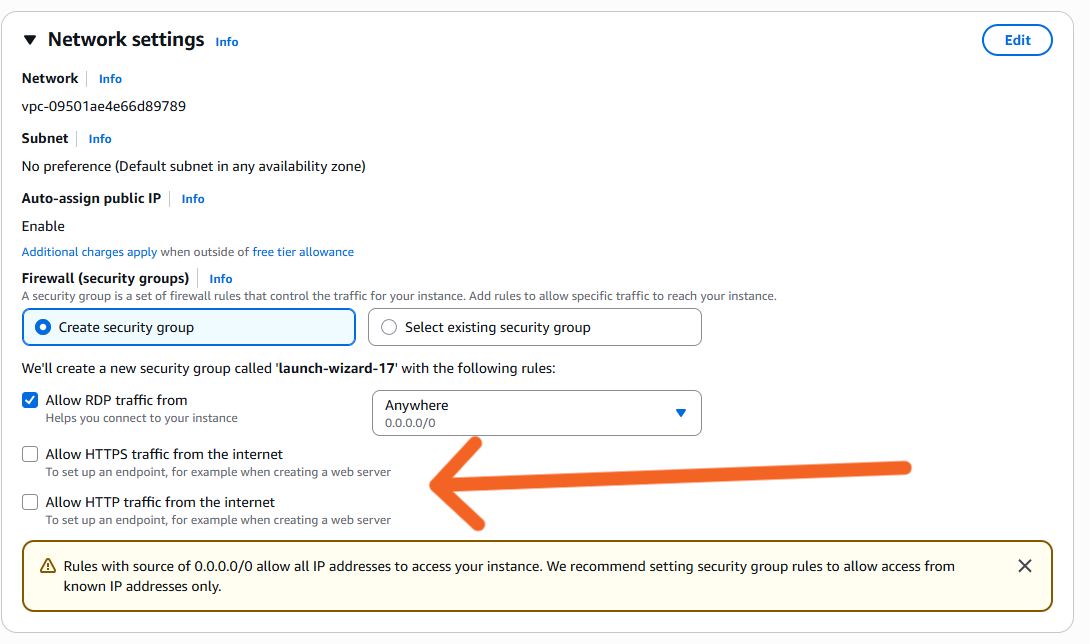 Network settings Info
Edit
Network Info
vpc-09501ae4e66d89789
Subnet Info
No preference (Default subnet in any availability zone)
Auto-assign public IP Info
Enable
Additional charges apply when outside of free tier allowance
Firewall (security groups) Info
A security group is a set of firewall rules that control the traffic for your instance. Add rules to allow specific traffic to reach your instance.
Create security group
Select existing security group
We'll create a new security group called 'launch-wizard-17' with the following rules:
Allow RDP traffic from
Helps you connect to your instance
Anywhere
0.0.0.0/0
Allow HTTPS traffic from the internet
To set up an endpoint, for example when creating a web server
Allow HTTP traffic from the internet
To set up an endpoint, for example when creating a web server
Rules with source of 0.0.0.0/0 allow all IP addresses to access your instance. We recommend setting security group rules to allow access from
known IP addresses only.